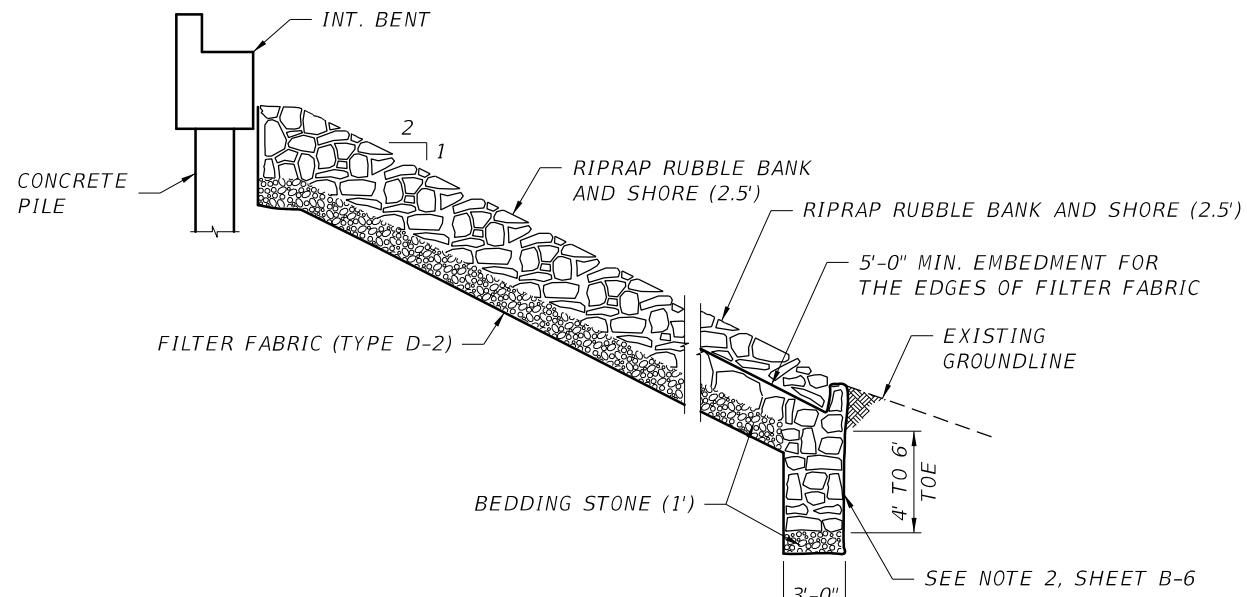 INT. BENT
2
1
CONCRETE
PILE
RIPRAP RUBBLE BANK
AND SHORE (2.5')
RIPRAP RUBBLE BANK AND SHORE (2.5')
5'-0" MIN. EMBEDMENT FOR
THE EDGES OF FILTER FABRIC
FILTER FABRIC (TYPE D-2)
EXISTING
GROUNDLINE
4' TO 6'
TOE
BEDDING STONE (1')
SEE NOTE 2, SHEET B-6
3'-0"